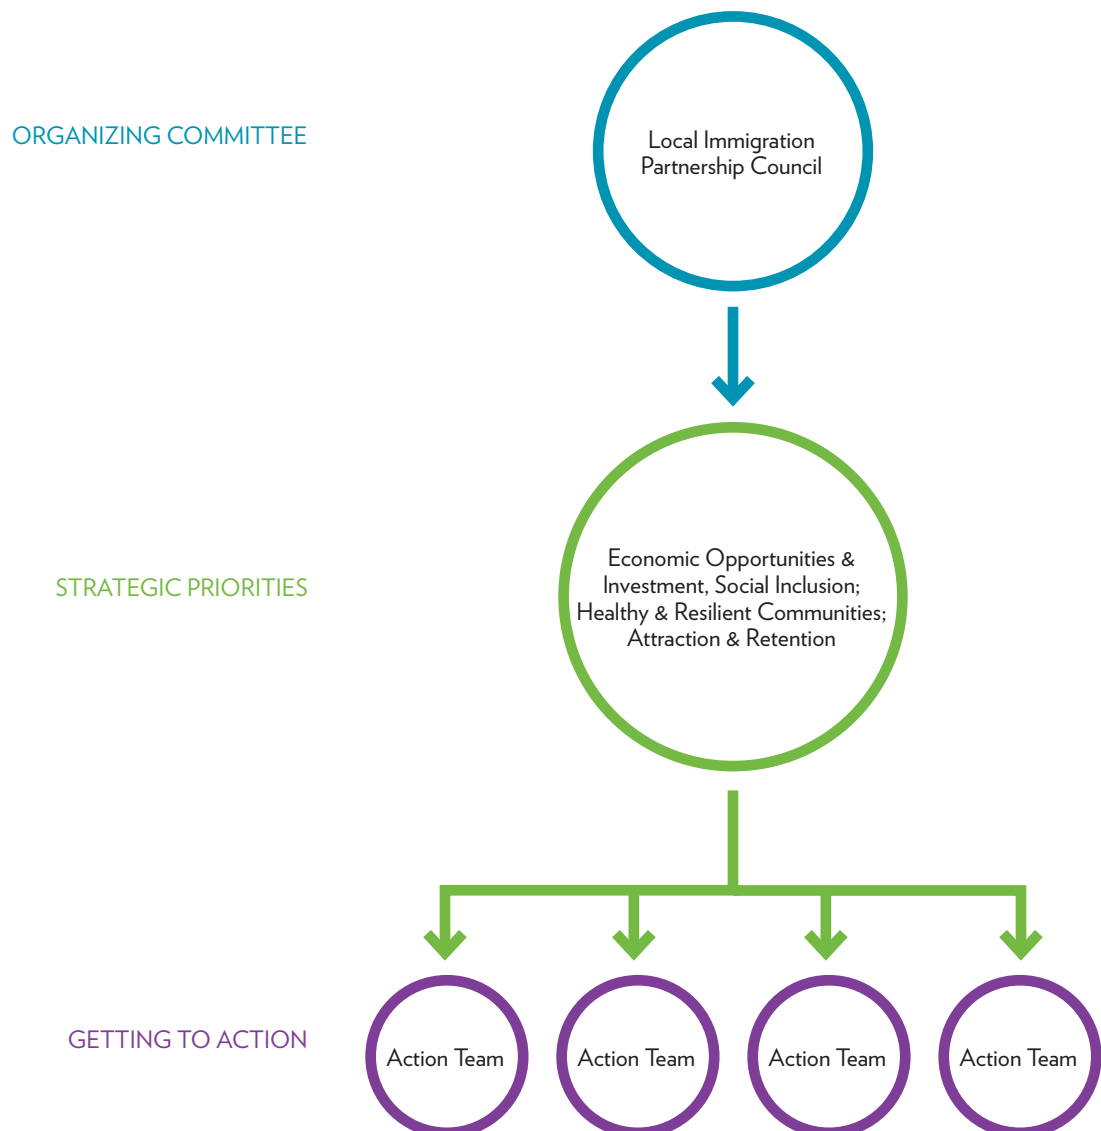 ORGANIZING COMMITTEE
Local Immigration
Partnership Council
STRATEGIC PRIORITIES
Economic Opportunities &
Investment, Social Inclusion;
Healthy & Resilient Communities;
Attraction & Retention
GETTING TO ACTION
Action Team
Action Team
Action Team
Action Team